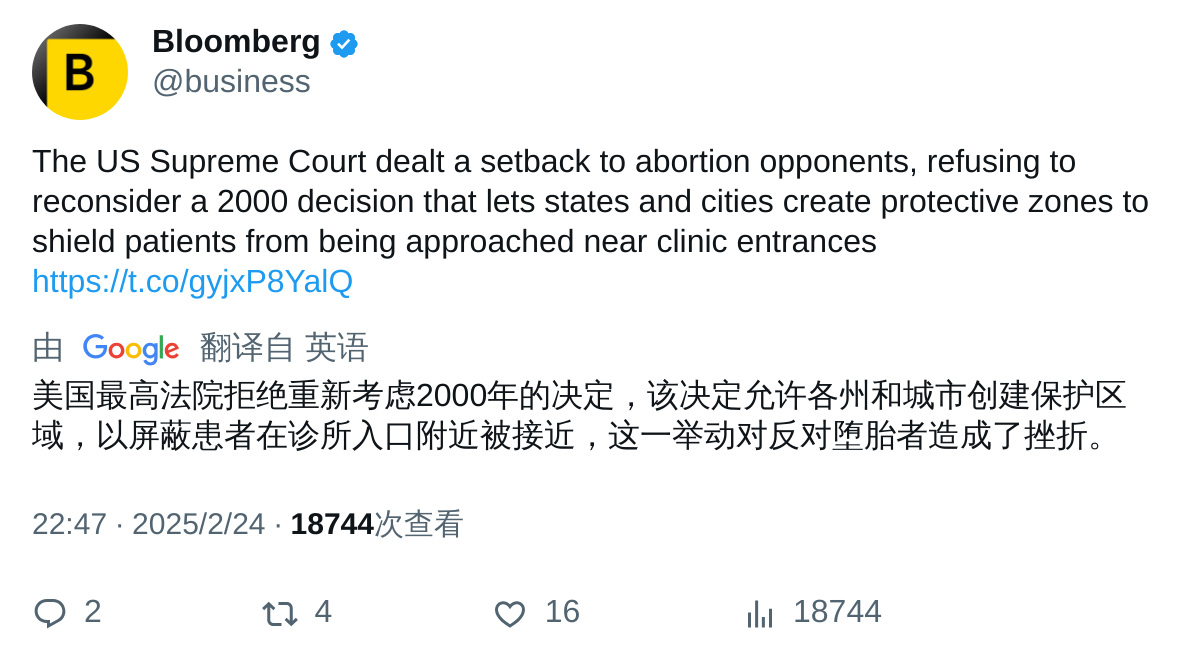 B
Bloomberg
@business
The US Supreme Court dealt a setback to abortion opponents, refusing to
reconsider a 2000 decision that lets states and cities create protective zones to
shield patients from being approached near clinic entrances
https://t.co/gyjxP8YalQ
由 Google 翻译自 英语
美国最高法院拒绝重新考虑2000年的决定，该决定允许各州和城市创建保护区
域，以屏蔽患者在诊所入口附近被接近，这一举动对反对堕胎者造成了挫折。
22:47 · 2025/2/24 · 18744次查看
2 4 16 18744